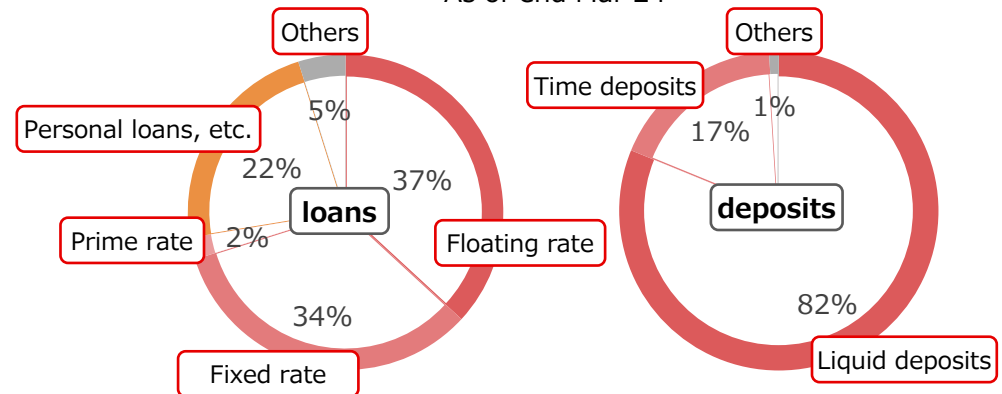 Others
5%
Personal loans, etc.
22%
37%
loans
Prime rate
2%
Floating rate
34%
Fixed rate
Others
Time deposits
1%
17%
deposits
82%
Liquid deposits